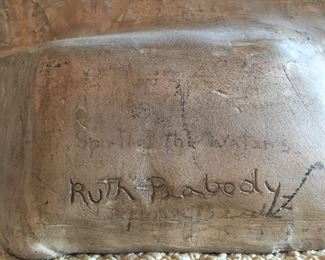 Spirit of the Waters
Ruth Peabody